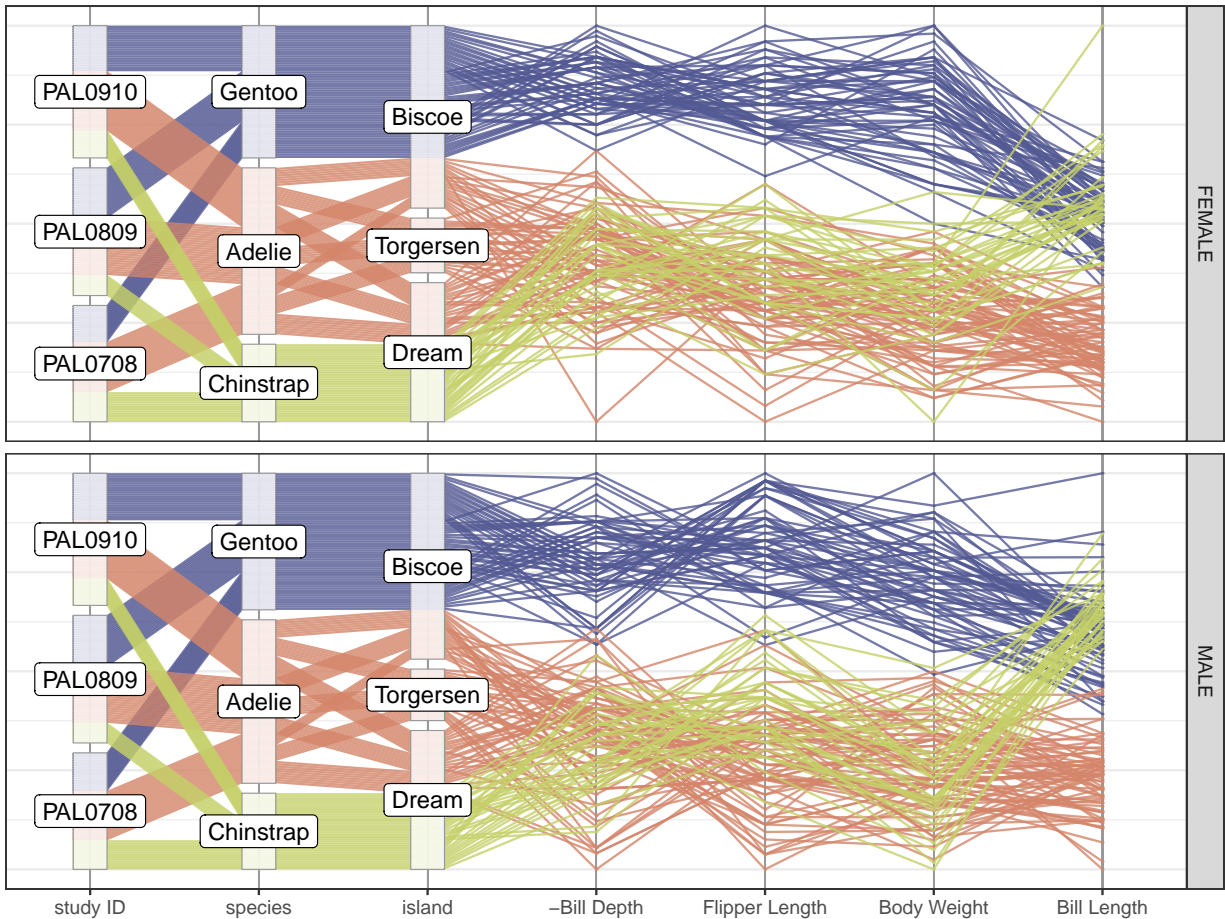 PAL0910
Gentoo
Biscoe
PAL0809
Adelie
Torgersen
PAL0708
Chinstrap
Dream
FEMALE
PAL0910
Gentoo
Biscoe
PAL0809
Adelie
Torgersen
PAL0708
Chinstrap
Dream
MALE
study ID
species
island
−Bill Depth
Flipper Length
Body Weight
Bill Length